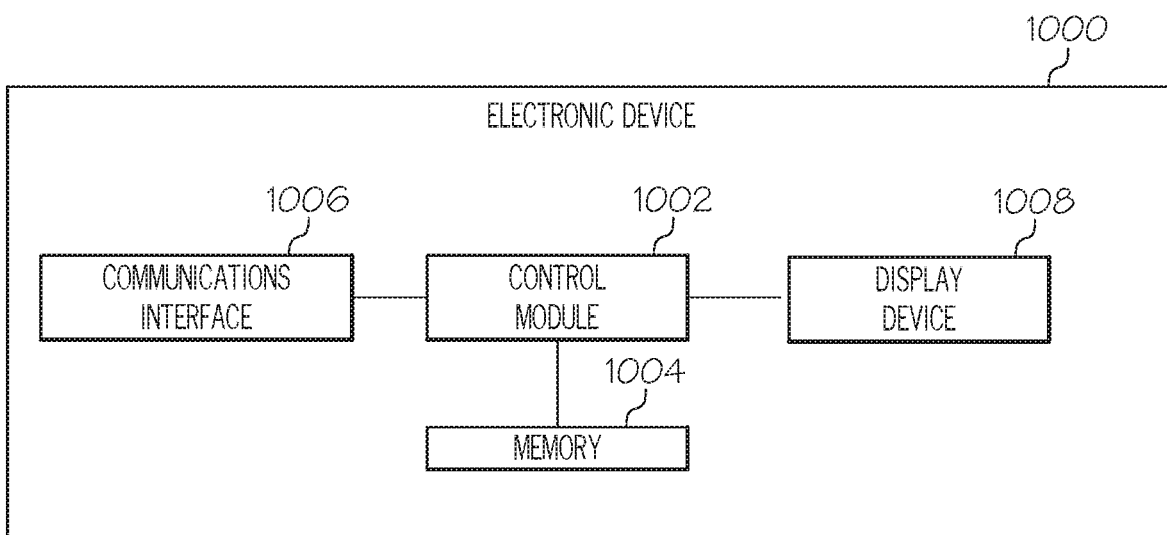 1000
ELECTRONIC DEVICE
1006
1002
1008
COMMUNICATIONS
INTERFACE
CONTROL
MODULE
DISPLAY
DEVICE
1004
MEMORY